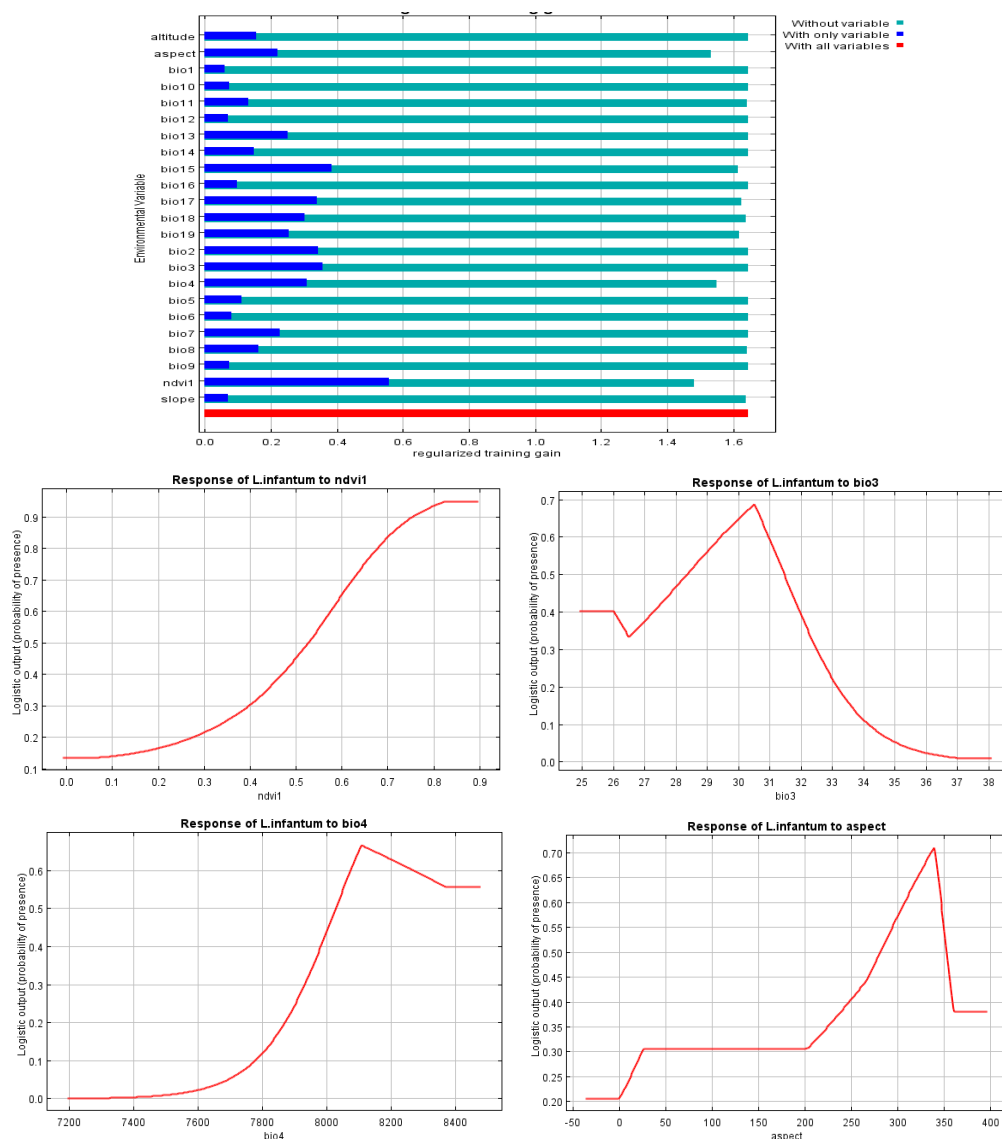 Without variable
With only variable
With all variables
altitude
aspect
bio1
bio10
bio11
bio12
bio13
bio14
bio15
bio16
bio17
bio18
bio19
bio2
bio3
bio4
bio5
bio6
bio7
bio8
bio9
ndvi1
slope
Environmental Variable
0.0 0.2 0.4 0.6 0.8 1.0 1.2 1.4 1.6
regularized training gain
Response of L.infantum to ndvi1
Logistic output (probability of presence)
0.9
0.8
0.7
0.6
0.5
0.4
0.3
0.2
0.1
0.0 0.1 0.2 0.3 0.4 0.5 0.6 0.7 0.8 0.9
ndvi1
Response of L.infantum to bio3
Logistic output (probability of presence)
0.7
0.6
0.5
0.4
0.3
0.2
0.1
0.0
25 26 27 28 29 30 31 32 33 34 35 36 37 38
bio3
Response of L.infantum to bio4
Logistic output (probability of presence)
0.6
0.5
0.4
0.3
0.2
0.1
0.0
7200 7400 7600 7800 8000 8200 8400
bio4
Response of L.infantum to aspect
Logistic output (probability of presence)
0.70
0.65
0.60
0.55
0.50
0.45
0.40
0.35
0.30
0.25
0.20
-50 0 50 100 150 200 250 300 350 400
aspect